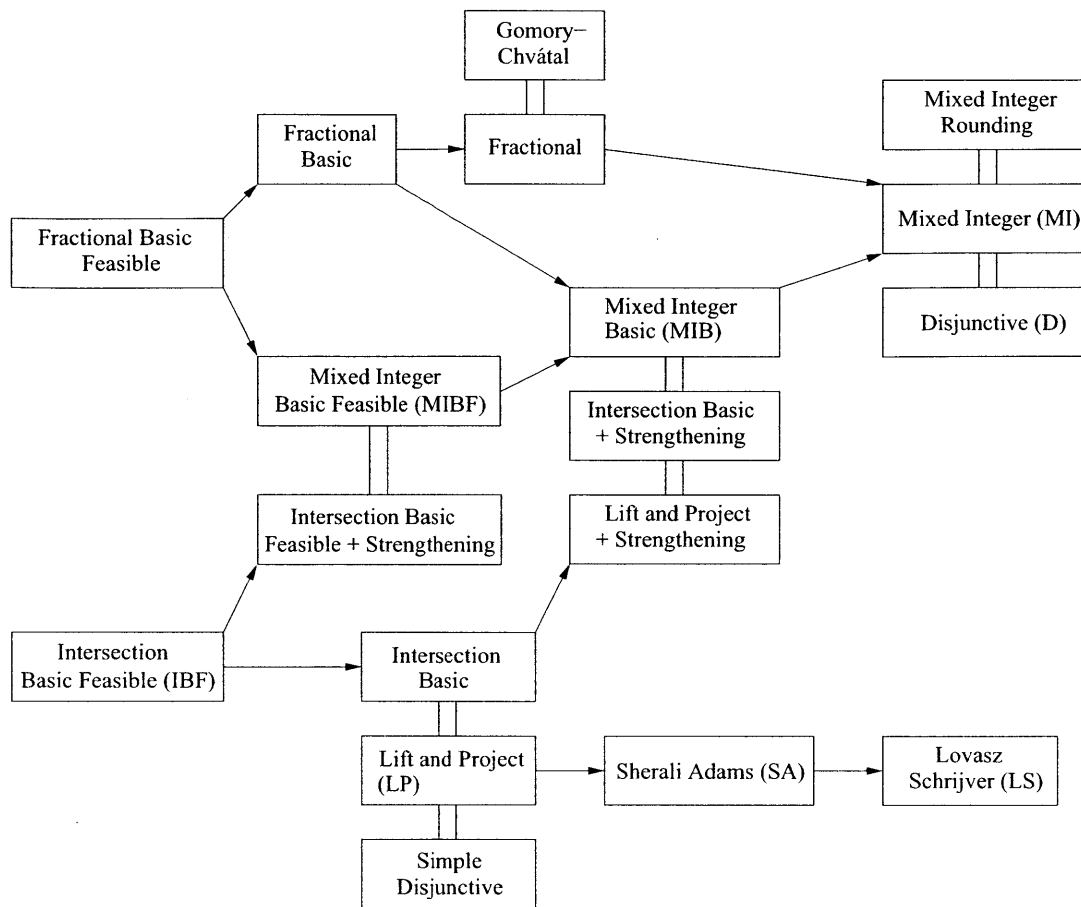 Gomory−
Chvátal
Mixed Integer
Rounding
Fractional
Basic
Fractional
Mixed Integer (MI)
Fractional Basic
Feasible
Mixed Integer
Basic (MIB)
Disjunctive (D)
Mixed Integer
Basic Feasible (MIBF)
Intersection Basic
+ Strengthening
Intersection Basic
Feasible + Strengthening
Lift and Project
+ Strengthening
Intersection
Basic Feasible (IBF)
Intersection
Basic
Lift and Project
(LP)
Sherali Adams (SA)
Lovasz
Schrijver (LS)
Simple
Disjunctive